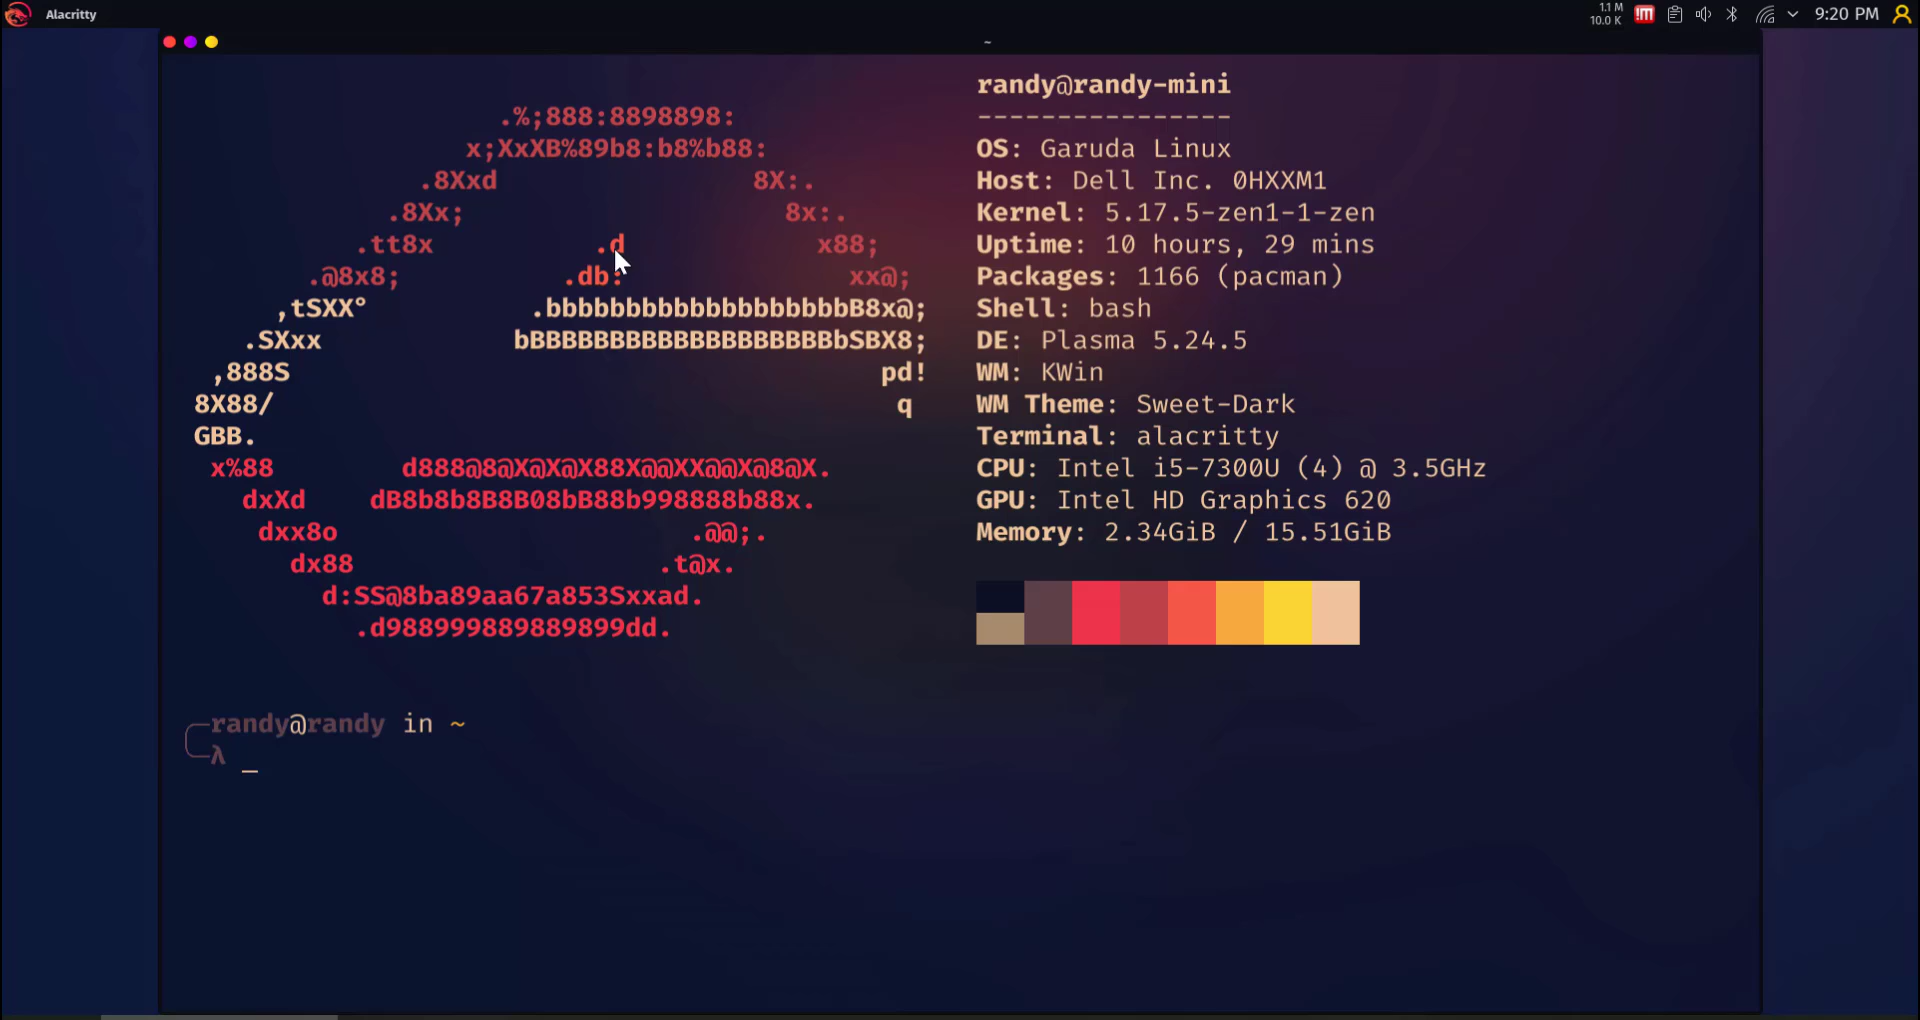 Alacritty
1.1 M
10.0 K
9:20 PM
~
randy@randy-mini
----------------
OS: Garuda Linux
Host: Dell Inc. 0HXXM1
Kernel: 5.17.5-zen1-1-zen
Uptime: 10 hours, 29 mins
Packages: 1166 (pacman)
Shell: bash
DE: Plasma 5.24.5
WM: KWin
WM Theme: Sweet-Dark
Terminal: alacritty
CPU: Intel i5-7300U (4) @ 3.5GHz
GPU: Intel HD Graphics 620
Memory: 2.34GiB / 15.51GiB
.%;888:8898898:
x;XxXB%89b8:b8%b88:
.8Xxd 8X:.
.8Xx; 8x:.
.tt8x .d x88;
.@8x8; .db: xx@;
,tSXX° .bbbbbbbbbbbbbbbbbbbB8x@;
.SXxx bBBBBBBBBBBBBBBBBBBBbSBX8;
,888S pd!
8X88/ q
GBB.
x%88 d888@8@X@X@X88X@@XX@@X@8@X.
dxXd dB8b8b8B8B08bB88b998888b88x.
dxx8o .@@;.
dx88 .t@x.
d:SS@8ba89aa67a853Sxxad.
.d988999889889899dd.
randy@randy in ~
λ _